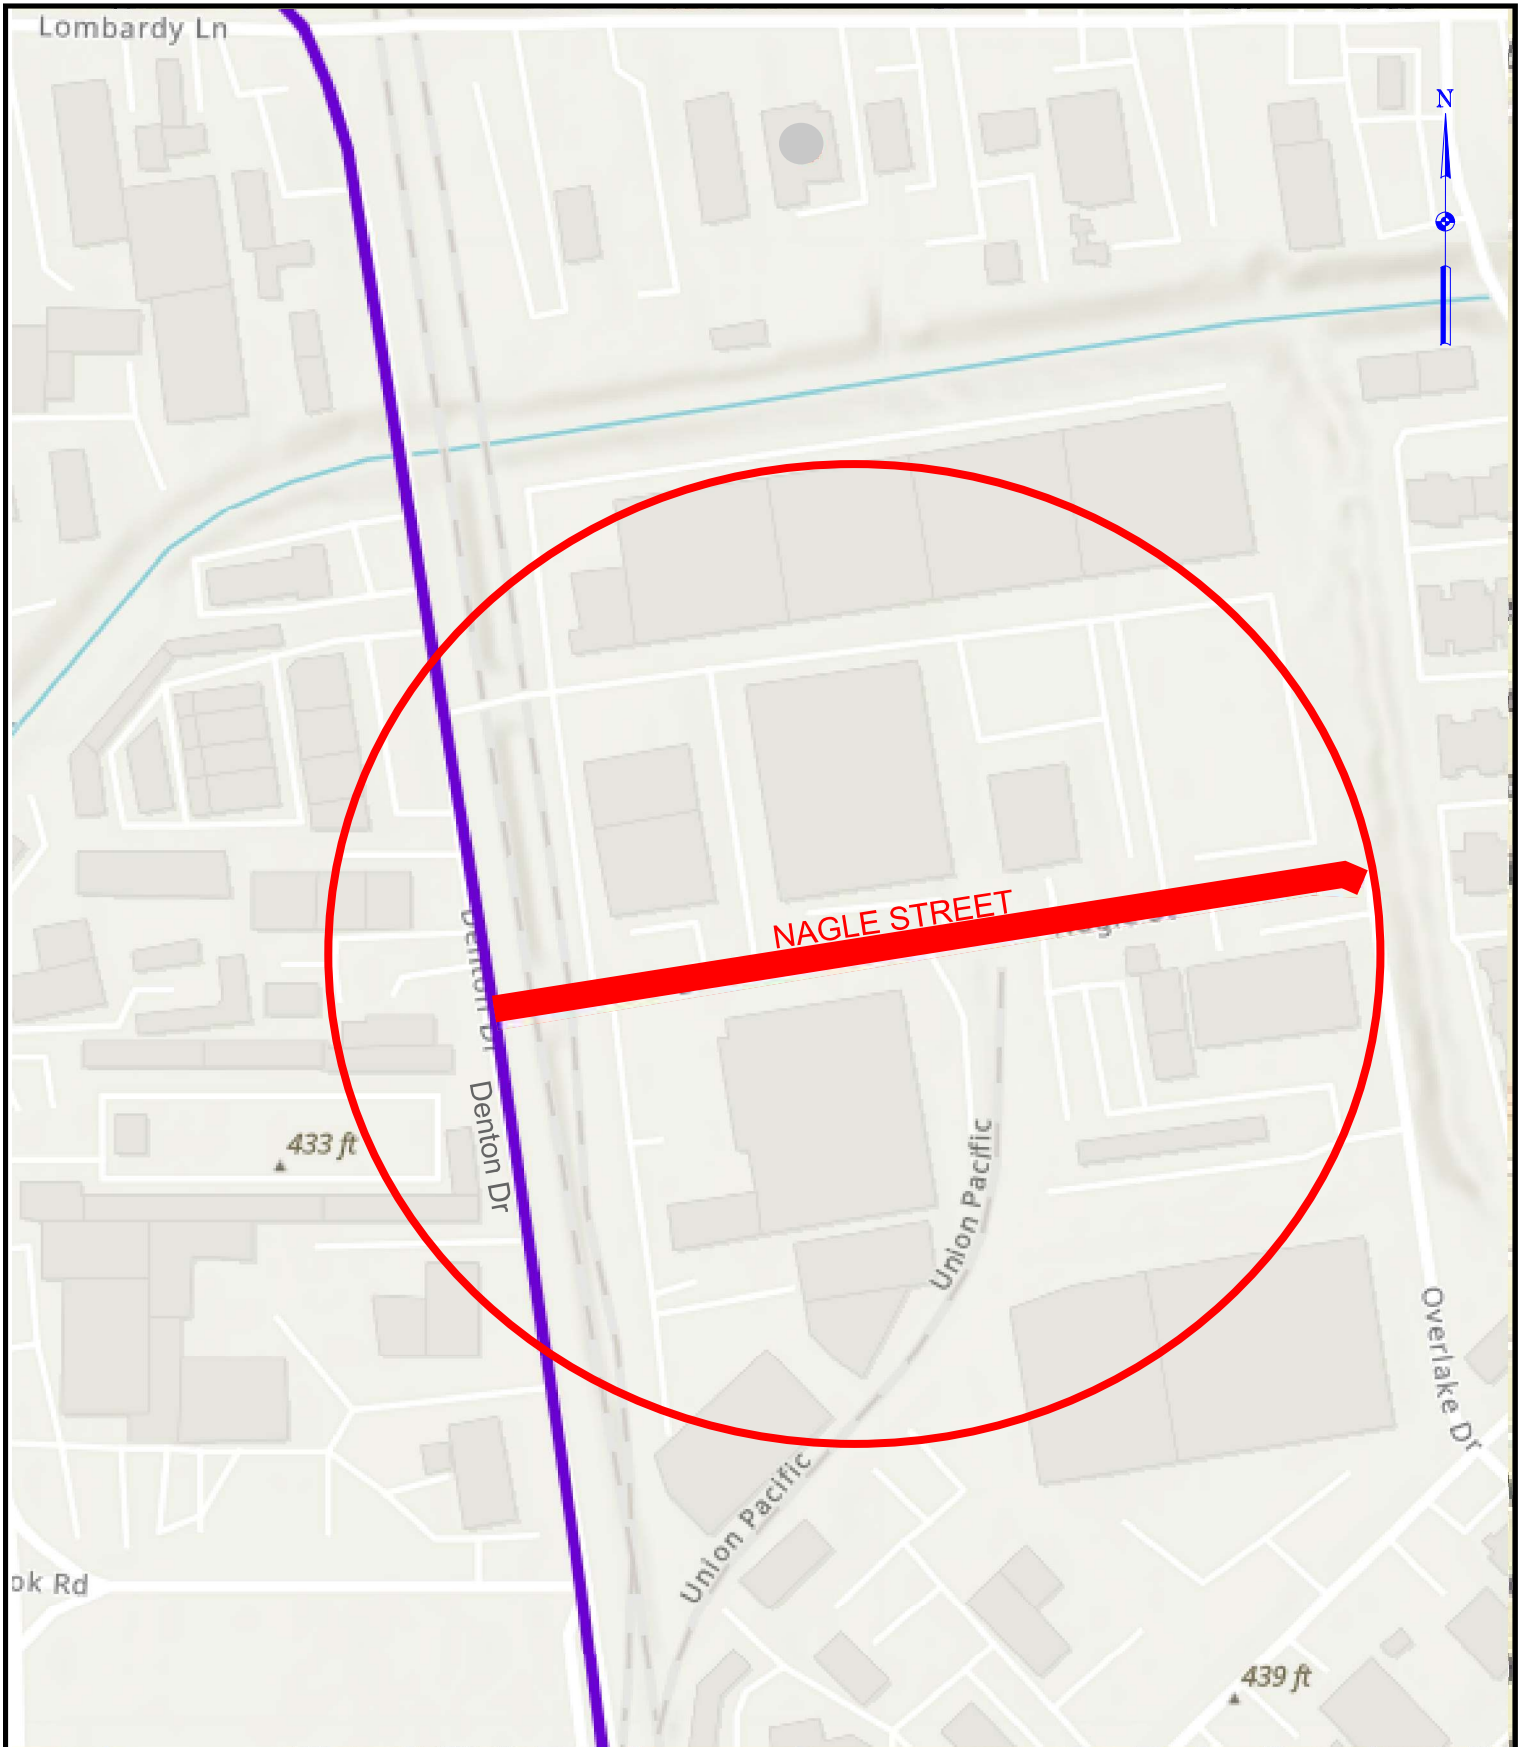 Lombardy Ln
N
NAGLE STREET
Denton Dr
Denton Dr
433 ft
Union Pacific
Overlake Dr
Union Pacific
ok Rd
439 ft